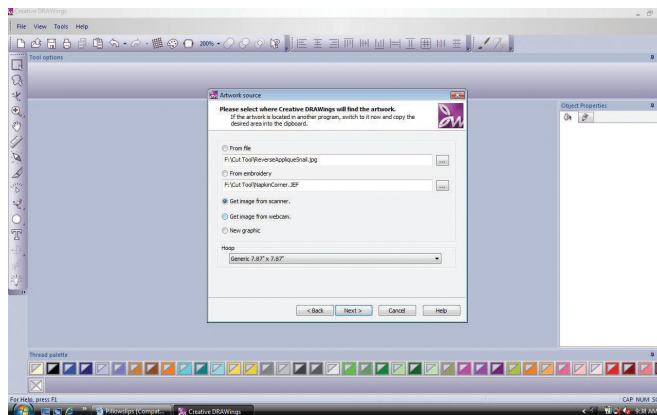 Creative DRAWings
File View Tools Help
200%
Tool options
Artwork source
Please select where Creative DRAWings will find the artwork.
If the artwork is located in another program, switch to it now and copy the
desired area into the clipboard.
Object Properties
From file
F:\Cut Tool\ReverseAppliqueSnail.jpg
...
From embroidery
F:\Cut Tool\NapkinCorner.JEF
...
Get image from scanner.
Get image from webcam.
New graphic
Hoop
Generic 7.87" x 7.87"
< Back Next > Cancel Help
Thread palette
For Help, press F1
CAP NUM SC
Pillowslips [Compat... Creative DRAWings
9:38 AM